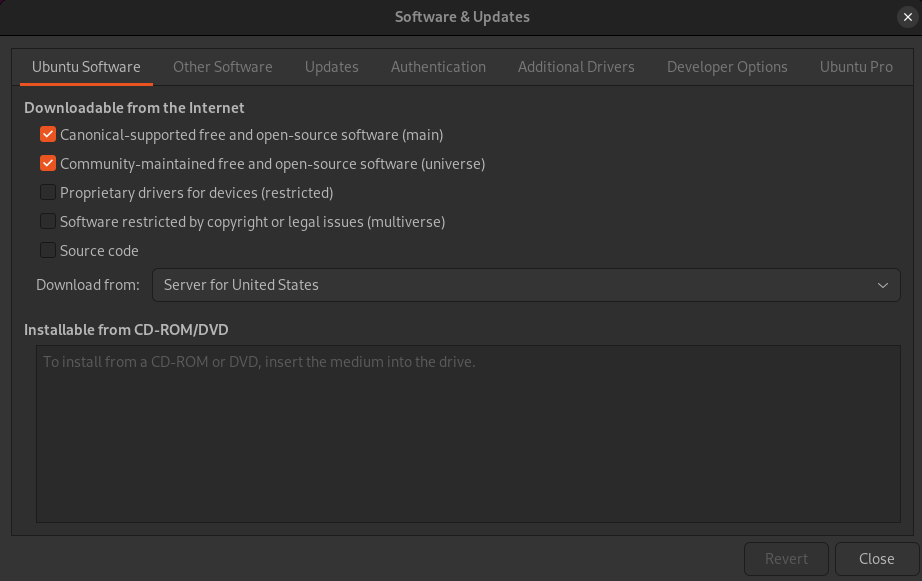 Software & Updates
Ubuntu Software Other Software Updates Authentication Additional Drivers Developer Options Ubuntu Pro
Downloadable from the Internet
Canonical-supported free and open-source software (main)
Community-maintained free and open-source software (universe)
Proprietary drivers for devices (restricted)
Software restricted by copyright or legal issues (multiverse)
Source code
Download from: Server for United States
Installable from CD-ROM/DVD
To install from a CD-ROM or DVD, insert the medium into the drive.
Revert Close